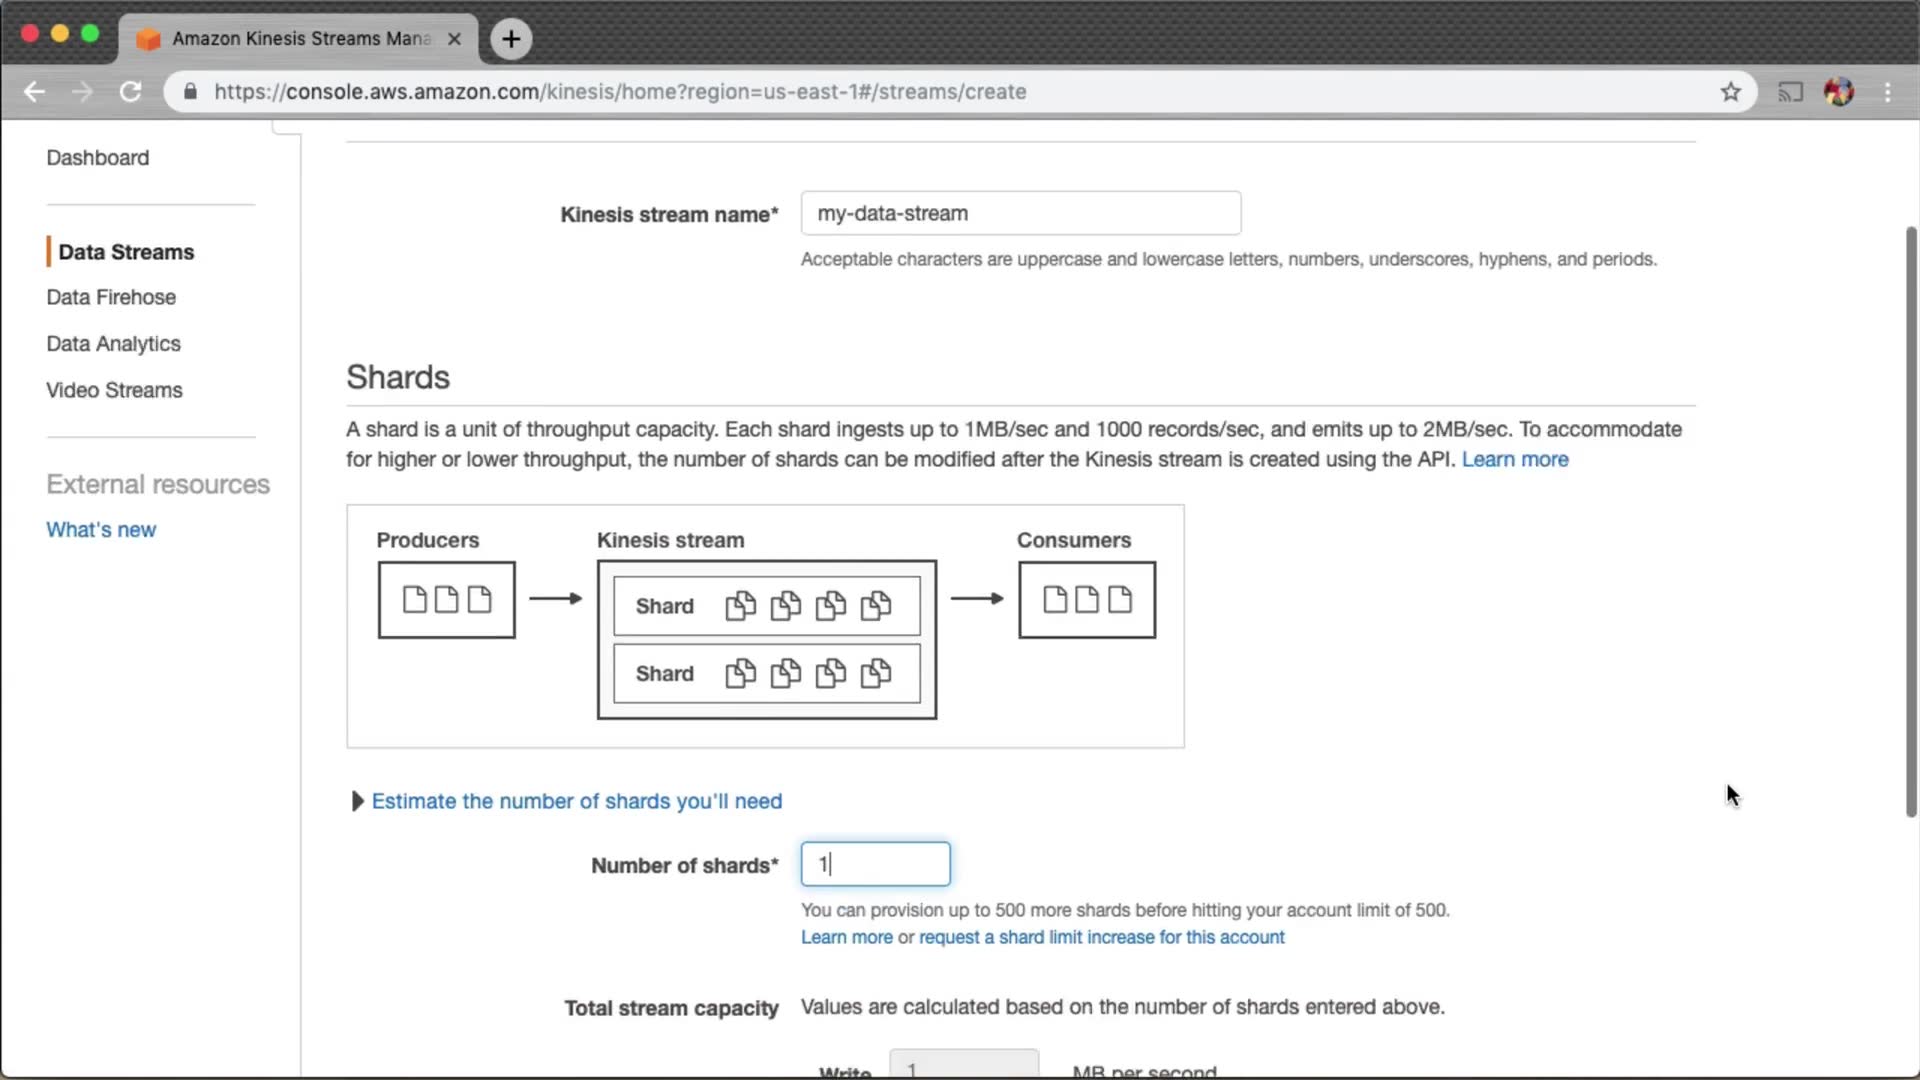 Amazon Kinesis Streams Mana
https://console.aws.amazon.com/kinesis/home?region=us-east-1#/streams/create
Dashboard
Data Streams
Data Firehose
Data Analytics
Video Streams
External resources
What's new
Kinesis stream name*
my-data-stream
Acceptable characters are uppercase and lowercase letters, numbers, underscores, hyphens, and periods.
Shards
A shard is a unit of throughput capacity. Each shard ingests up to 1MB/sec and 1000 records/sec, and emits up to 2MB/sec. To accommodate
for higher or lower throughput, the number of shards can be modified after the Kinesis stream is created using the API. Learn more
Producers
Kinesis stream
Consumers
Shard
Shard
Estimate the number of shards you'll need
Number of shards*
1
You can provision up to 500 more shards before hitting your account limit of 500.
Learn more or request a shard limit increase for this account
Total stream capacity
Values are calculated based on the number of shards entered above.
Write
1
MB per second